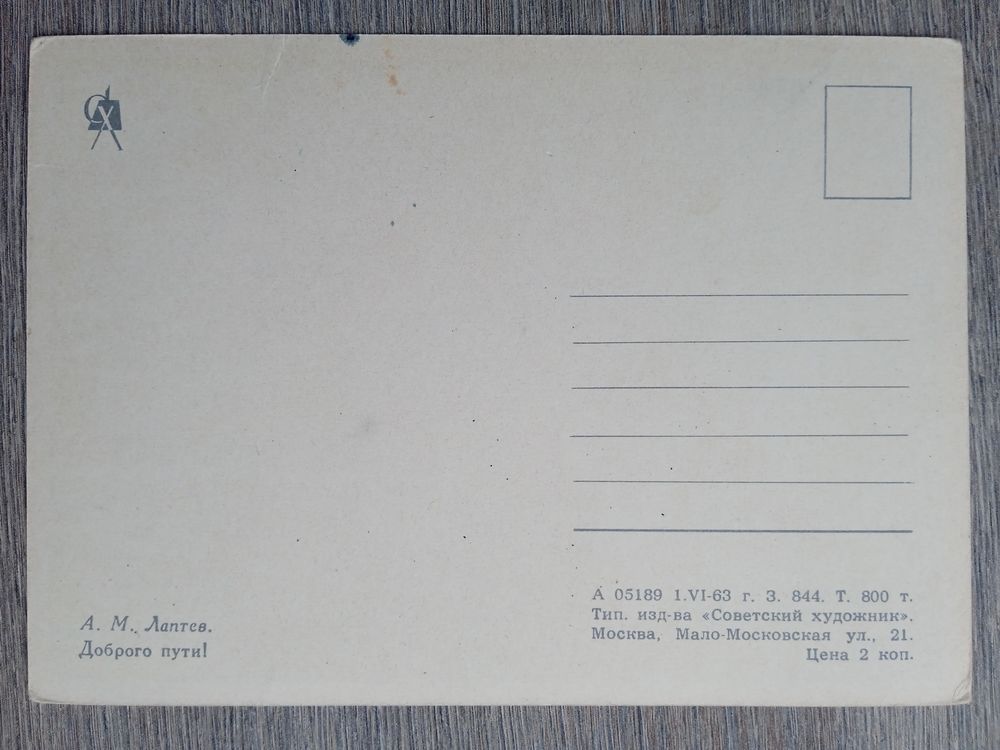 СХ
А. М. Лаптев.
Доброго пути!
А 05189 1.VI-63 г. З. 844. Т. 800 т.
Тип. изд-ва «Советский художник».
Москва, Мало-Московская ул., 21.
Цена 2 коп.